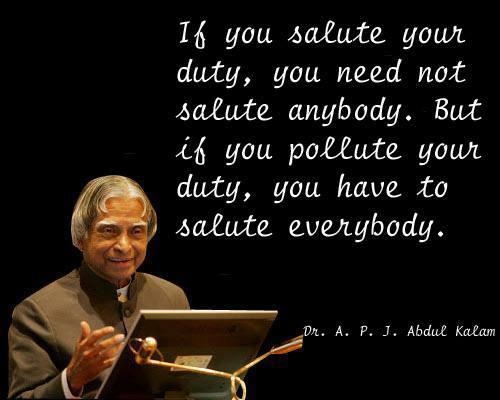 If you salute your
duty, you need not
salute anybody. But
if you pollute your
duty, you have to
salute everybody.
Dr. A. P. J. Abdul Kalam